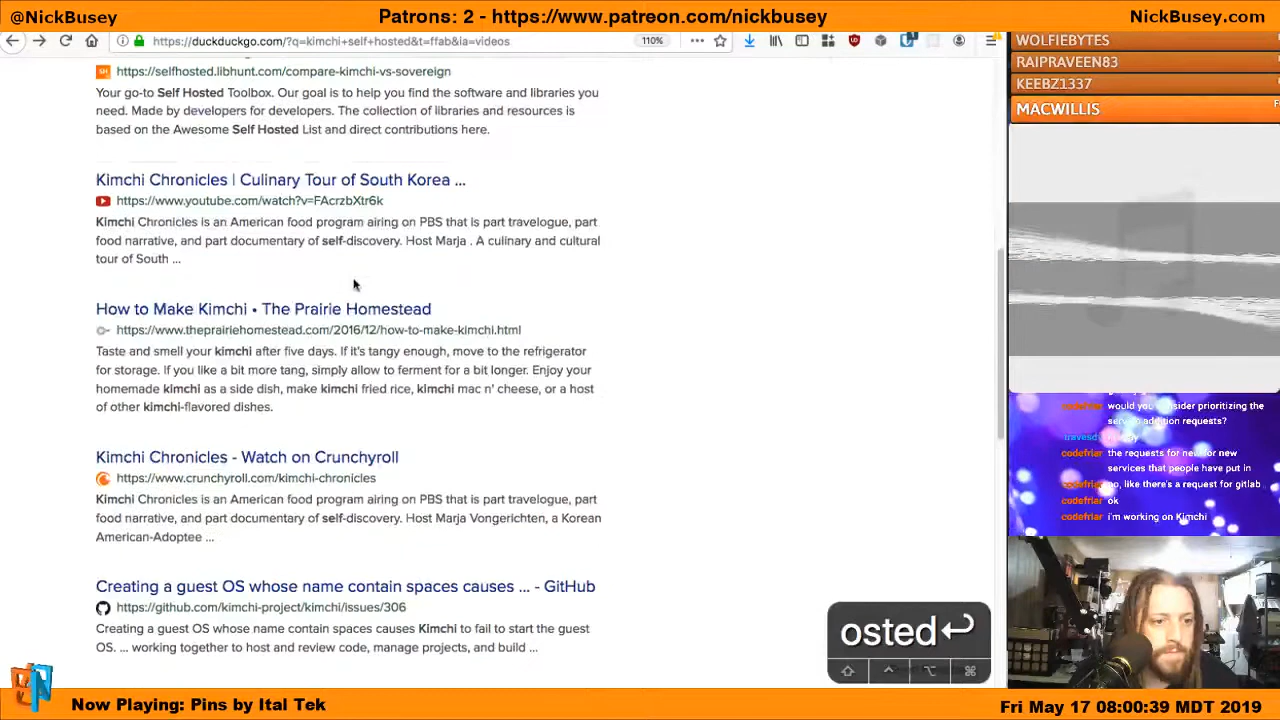 @NickBusey
Patrons: 2 - https://www.patreon.com/nickbusey
NickBusey.com
https://duckduckgo.com/?q=kimchi+self+hosted&t=ffab&ia=videos
110%
https://selfhosted.libhunt.com/compare-kimchi-vs-sovereign
Your go-to Self Hosted Toolbox. Our goal is to help you find the software and libraries you
need. Made by developers for developers. The collection of libraries and resources is
based on the Awesome Self Hosted List and direct contributions here.
Kimchi Chronicles | Culinary Tour of South Korea ...
https://www.youtube.com/watch?v=FAcrzbXtr6k
Kimchi Chronicles is an American food program airing on PBS that is part travelogue, part
food narrative, and part documentary of self-discovery. Host Marja . A culinary and cultural
tour of South ...
How to Make Kimchi • The Prairie Homestead
https://www.theprairiehomestead.com/2016/12/how-to-make-kimchi.html
Taste and smell your kimchi after five days. If it's tangy enough, move to the refrigerator
for storage. If you like a bit more tang, simply allow to ferment for a bit longer. Enjoy your
homemade kimchi as a side dish, make kimchi fried rice, kimchi mac n' cheese, or a host
of other kimchi-flavored dishes.
Kimchi Chronicles - Watch on Crunchyroll
https://www.crunchyroll.com/kimchi-chronicles
Kimchi Chronicles is an American food program airing on PBS that is part travelogue, part
food narrative, and part documentary of self-discovery. Host Marja Vongerichten, a Korean
American-Adoptee ...
Creating a guest OS whose name contain spaces causes ... - GitHub
https://github.com/kimchi-project/kimchi/issues/306
Creating a guest OS whose name contain spaces causes Kimchi to fail to start the guest
OS. ... working together to host and review code, manage projects, and build ...
osted↩
WOLFIEBYTES
RAIPRAVEEN83
KEEBZ1337
MACWILLIS
codefriar would you consider prioritizing the
addition requests?
codefriar the requests for new
services that people have put in
codefriar no, like there's a request for gitlab
codefriar ok
codefriar i'm working on Kimchi
Now Playing: Pins by Ital Tek
Fri May 17 08:00:39 MDT 2019